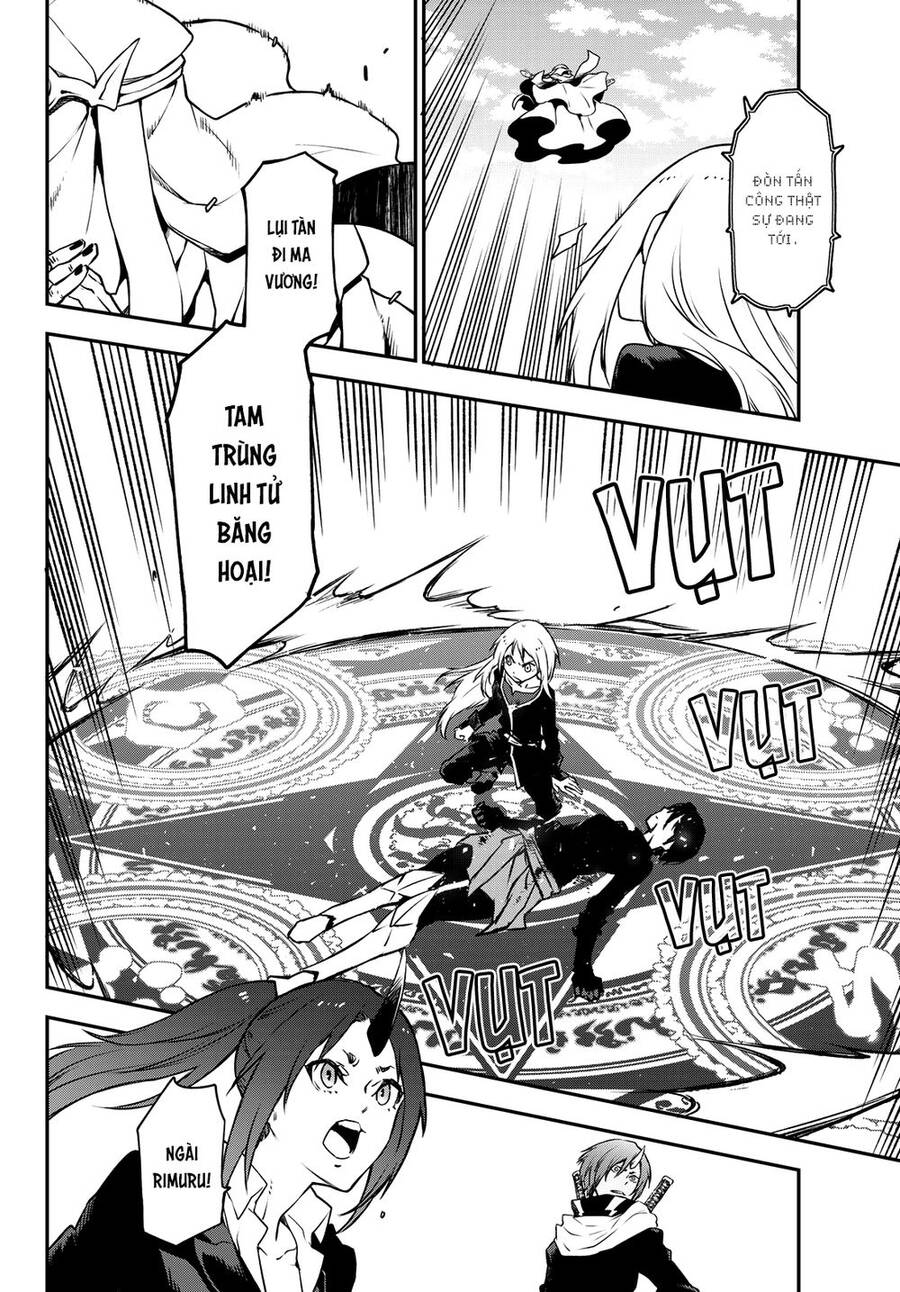 ĐÒN TẤN
CÔNG THẬT
SỰ ĐANG
TỚI.
LỤI TÀN
ĐI MA
VƯƠNG!
TAM
TRÙNG
LINH TỬ
BĂNG
HOẠI!
VỤT
VỤT
VỤT
VỤT
NGÀI
RIMURU!